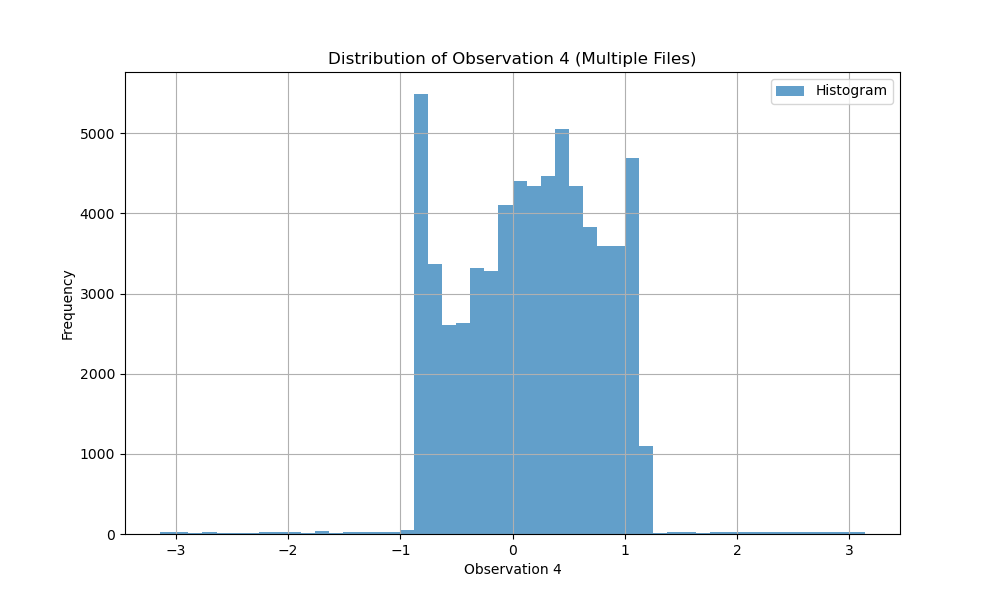 Distribution of Observation 4 (Multiple Files)
Histogram
5000
4000
3000
2000
1000
0
Frequency
−3 −2 −1 0 1 2 3
Observation 4